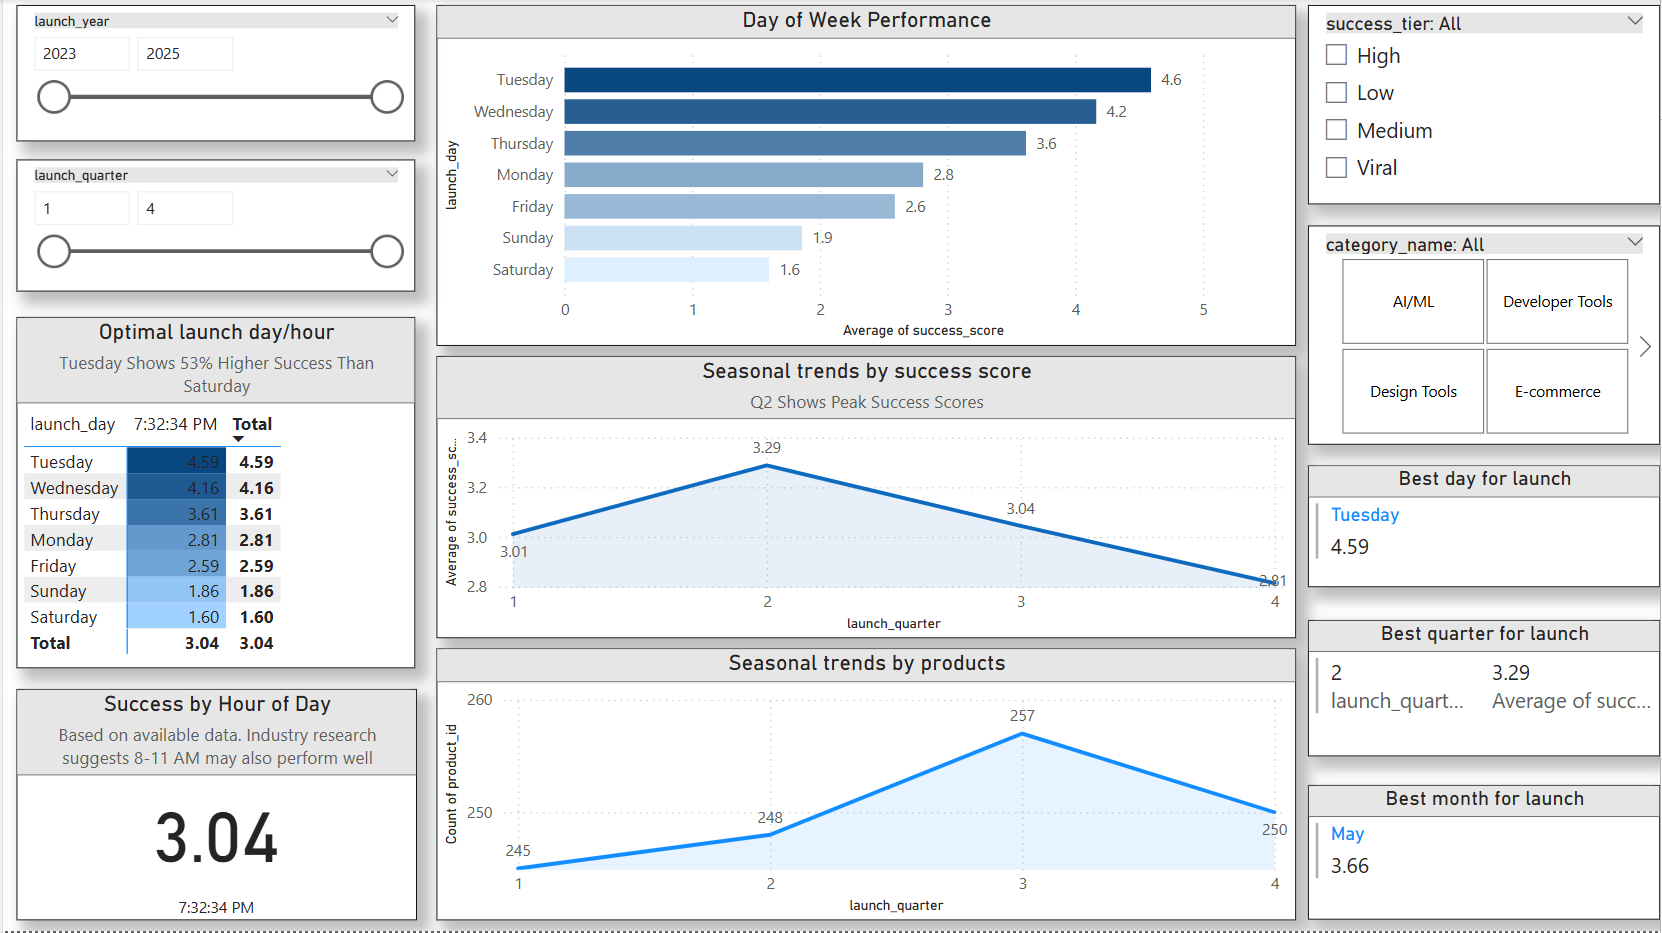 launch_year
2023 2025
launch_quarter
1 4
Optimal launch day/hour
Tuesday Shows 53% Higher Success Than
Saturday
launch_day 7:32:34 PM Total
Tuesday 4.59 4.59
Wednesday 4.16 4.16
Thursday 3.61 3.61
Monday 2.81 2.81
Friday 2.59 2.59
Sunday 1.86 1.86
Saturday 1.60 1.60
Total 3.04 3.04
Success by Hour of Day
Based on available data. Industry research
suggests 8-11 AM may also perform well
3.04
7:32:34 PM
Day of Week Performance
launch_day
Tuesday 4.6
Wednesday 4.2
Thursday 3.6
Monday 2.8
Friday 2.6
Sunday 1.9
Saturday 1.6
0 1 2 3 4 5
Average of success_score
Seasonal trends by success score
Q2 Shows Peak Success Scores
Average of success_sc...
3.4
3.2
3.0
2.8
3.01
3.29
3.04
2.81
1 2 3 4
launch_quarter
Seasonal trends by products
Count of product_id
260
250
245
248
257
250
1 2 3 4
launch_quarter
success_tier: All
High
Low
Medium
Viral
category_name: All
AI/ML Developer Tools
Design Tools E-commerce
Best day for launch
Tuesday
4.59
Best quarter for launch
2 3.29
launch_quart... Average of succ...
Best month for launch
May
3.66